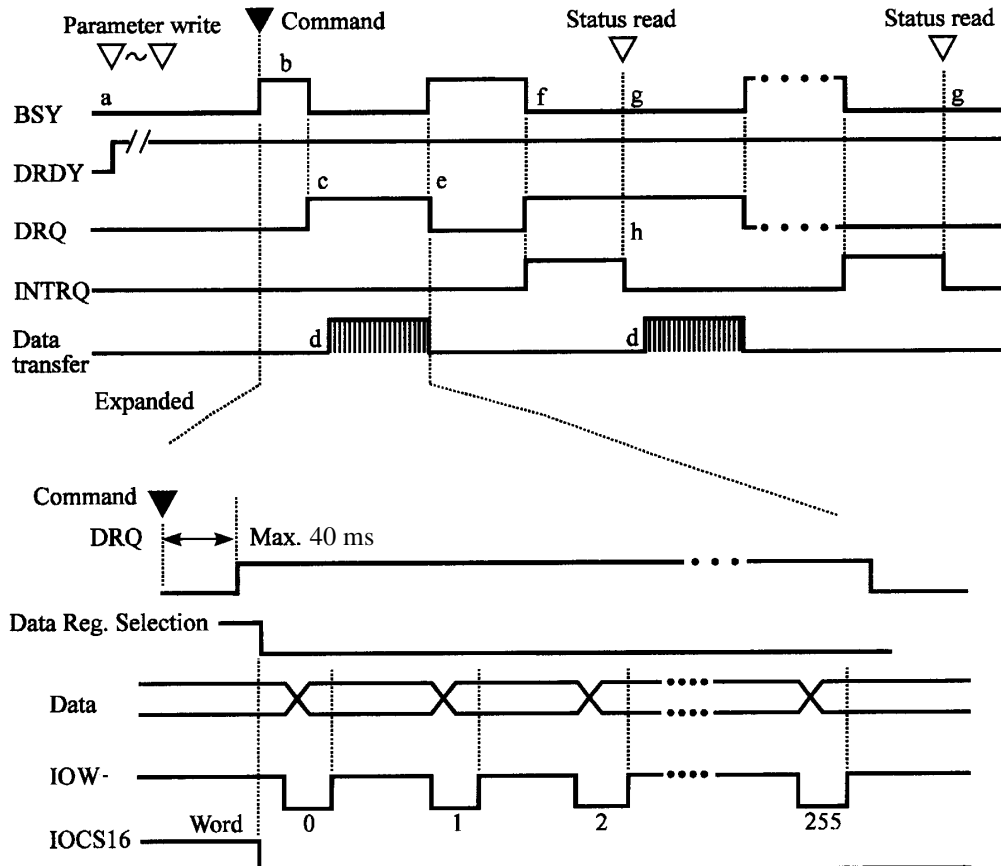 Parameter write
Command
Status read
Status read
~
b
a
f
g
g
BSY
DRDY
c
e
DRQ
h
INTRQ
d
d
Data
transfer
Expanded
Command
DRQ
Max. 40 ms
Data Reg. Selection
Data
IOW-
Word
0
1
2
255
IOCS16